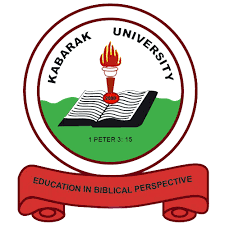 KABARAK UNIVERSITY
1 PETER 3: 15
EDUCATION IN BIBLICAL PERSPECTIVE